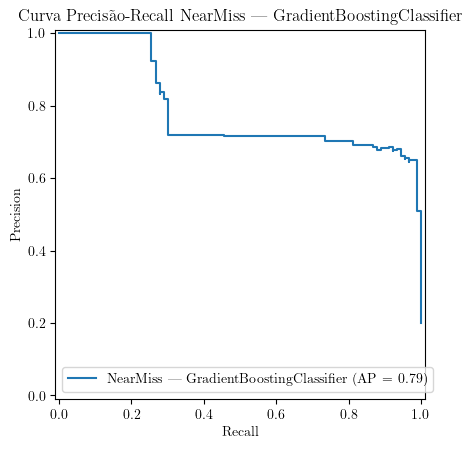 Curva Precisão-Recall NearMiss — GradientBoostingClassifier
1.0
0.8
0.6
0.4
0.2
0.0
Precision
NearMiss — GradientBoostingClassifier (AP = 0.79)
0.0 0.2 0.4 0.6 0.8 1.0
Recall